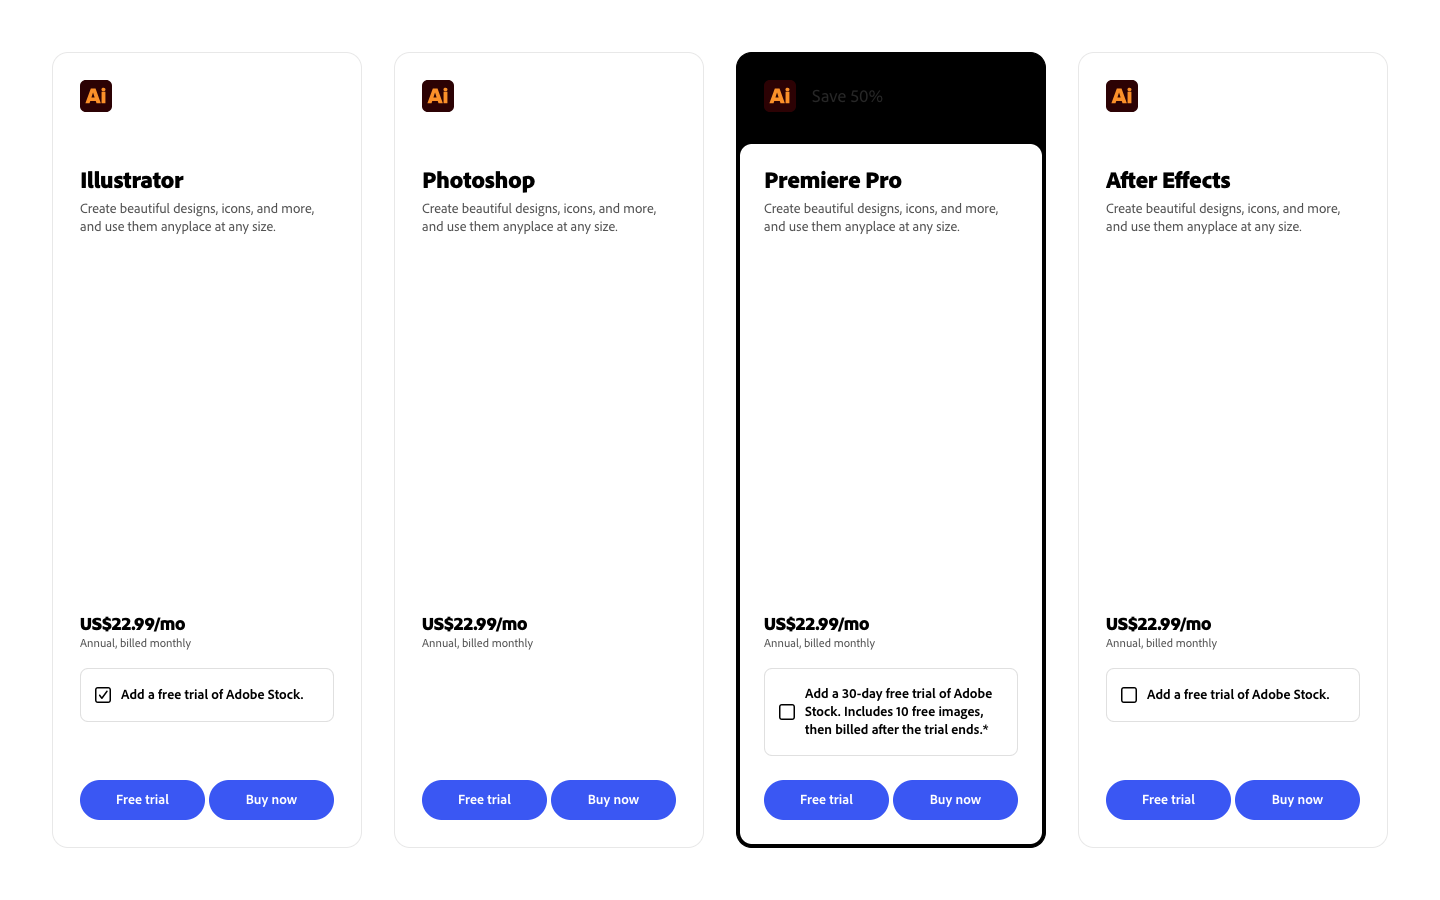 Ai
Illustrator
Create beautiful designs, icons, and more,
and use them anyplace at any size.
US$22.99/mo
Annual, billed monthly
Add a free trial of Adobe Stock.
Free trial
Buy now
Ai
Photoshop
Create beautiful designs, icons, and more,
and use them anyplace at any size.
US$22.99/mo
Annual, billed monthly
Free trial
Buy now
Ai
Save 50%
Premiere Pro
Create beautiful designs, icons, and more,
and use them anyplace at any size.
US$22.99/mo
Annual, billed monthly
Add a 30-day free trial of Adobe
Stock. Includes 10 free images,
then billed after the trial ends.*
Free trial
Buy now
Ai
After Effects
Create beautiful designs, icons, and more,
and use them anyplace at any size.
US$22.99/mo
Annual, billed monthly
Add a free trial of Adobe Stock.
Free trial
Buy now